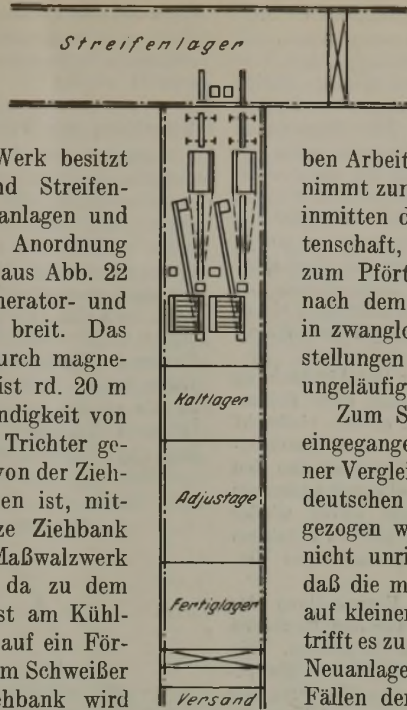 Streifenlager
Werk besitzt
nd Streifen-
anlagen und
Anordnung
aus Abb. 22
nerator- und
breit. Das
urch magne-
ist rd. 20 m
ndigkeit von
Trichter ge-
von der Zieh-
en ist, mit-
ze Ziehbank
Maßwalzwerk
da zu dem
st am Kühl-
auf ein För-
m Schweißer
ehbank wird
Kaltlager
Adjustage
Fertiglager
Versand
ben Arbeit
nimmt zur
inmitten d
tenschaft,
zum Pfört
nach dem
in zwanglo
stellungen
ungeläufig
Zum S
eingegange
ner Verglei
deutschen
gezogen w
nicht unri
daß die m
auf kleiner
trifft es zu
Neuanlage
Fällen der